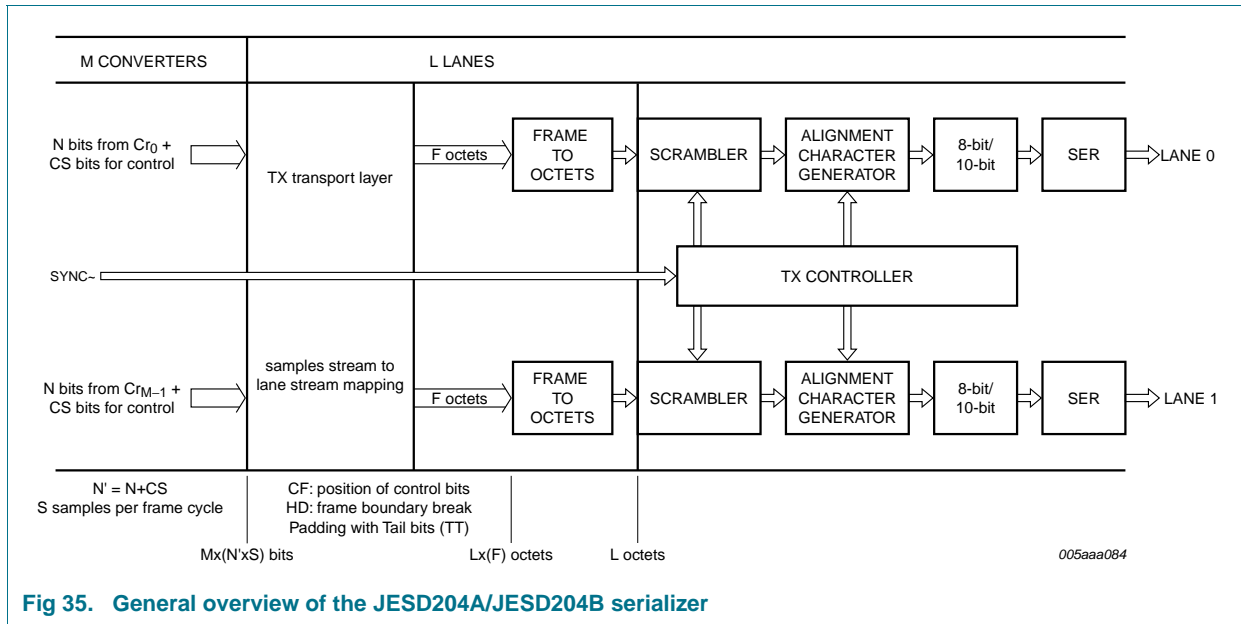 M CONVERTERS
L LANES
N bits from Cr0 +
CS bits for control
TX transport layer
F octets
FRAME
TO
OCTETS
SCRAMBLER
ALIGNMENT
CHARACTER
GENERATOR
8-bit/
10-bit
SER
LANE 0
SYNC~
TX CONTROLLER
N bits from CrM−1 +
CS bits for control
samples stream to
lane stream mapping
F octets
FRAME
TO
OCTETS
SCRAMBLER
ALIGNMENT
CHARACTER
GENERATOR
8-bit/
10-bit
SER
LANE 1
N' = N+CS
S samples per frame cycle
CF: position of control bits
HD: frame boundary break
Padding with Tail bits (TT)
Mx(N'xS) bits
Lx(F) octets
L octets
005aaa084
Fig 35. General overview of the JESD204A/JESD204B serializer